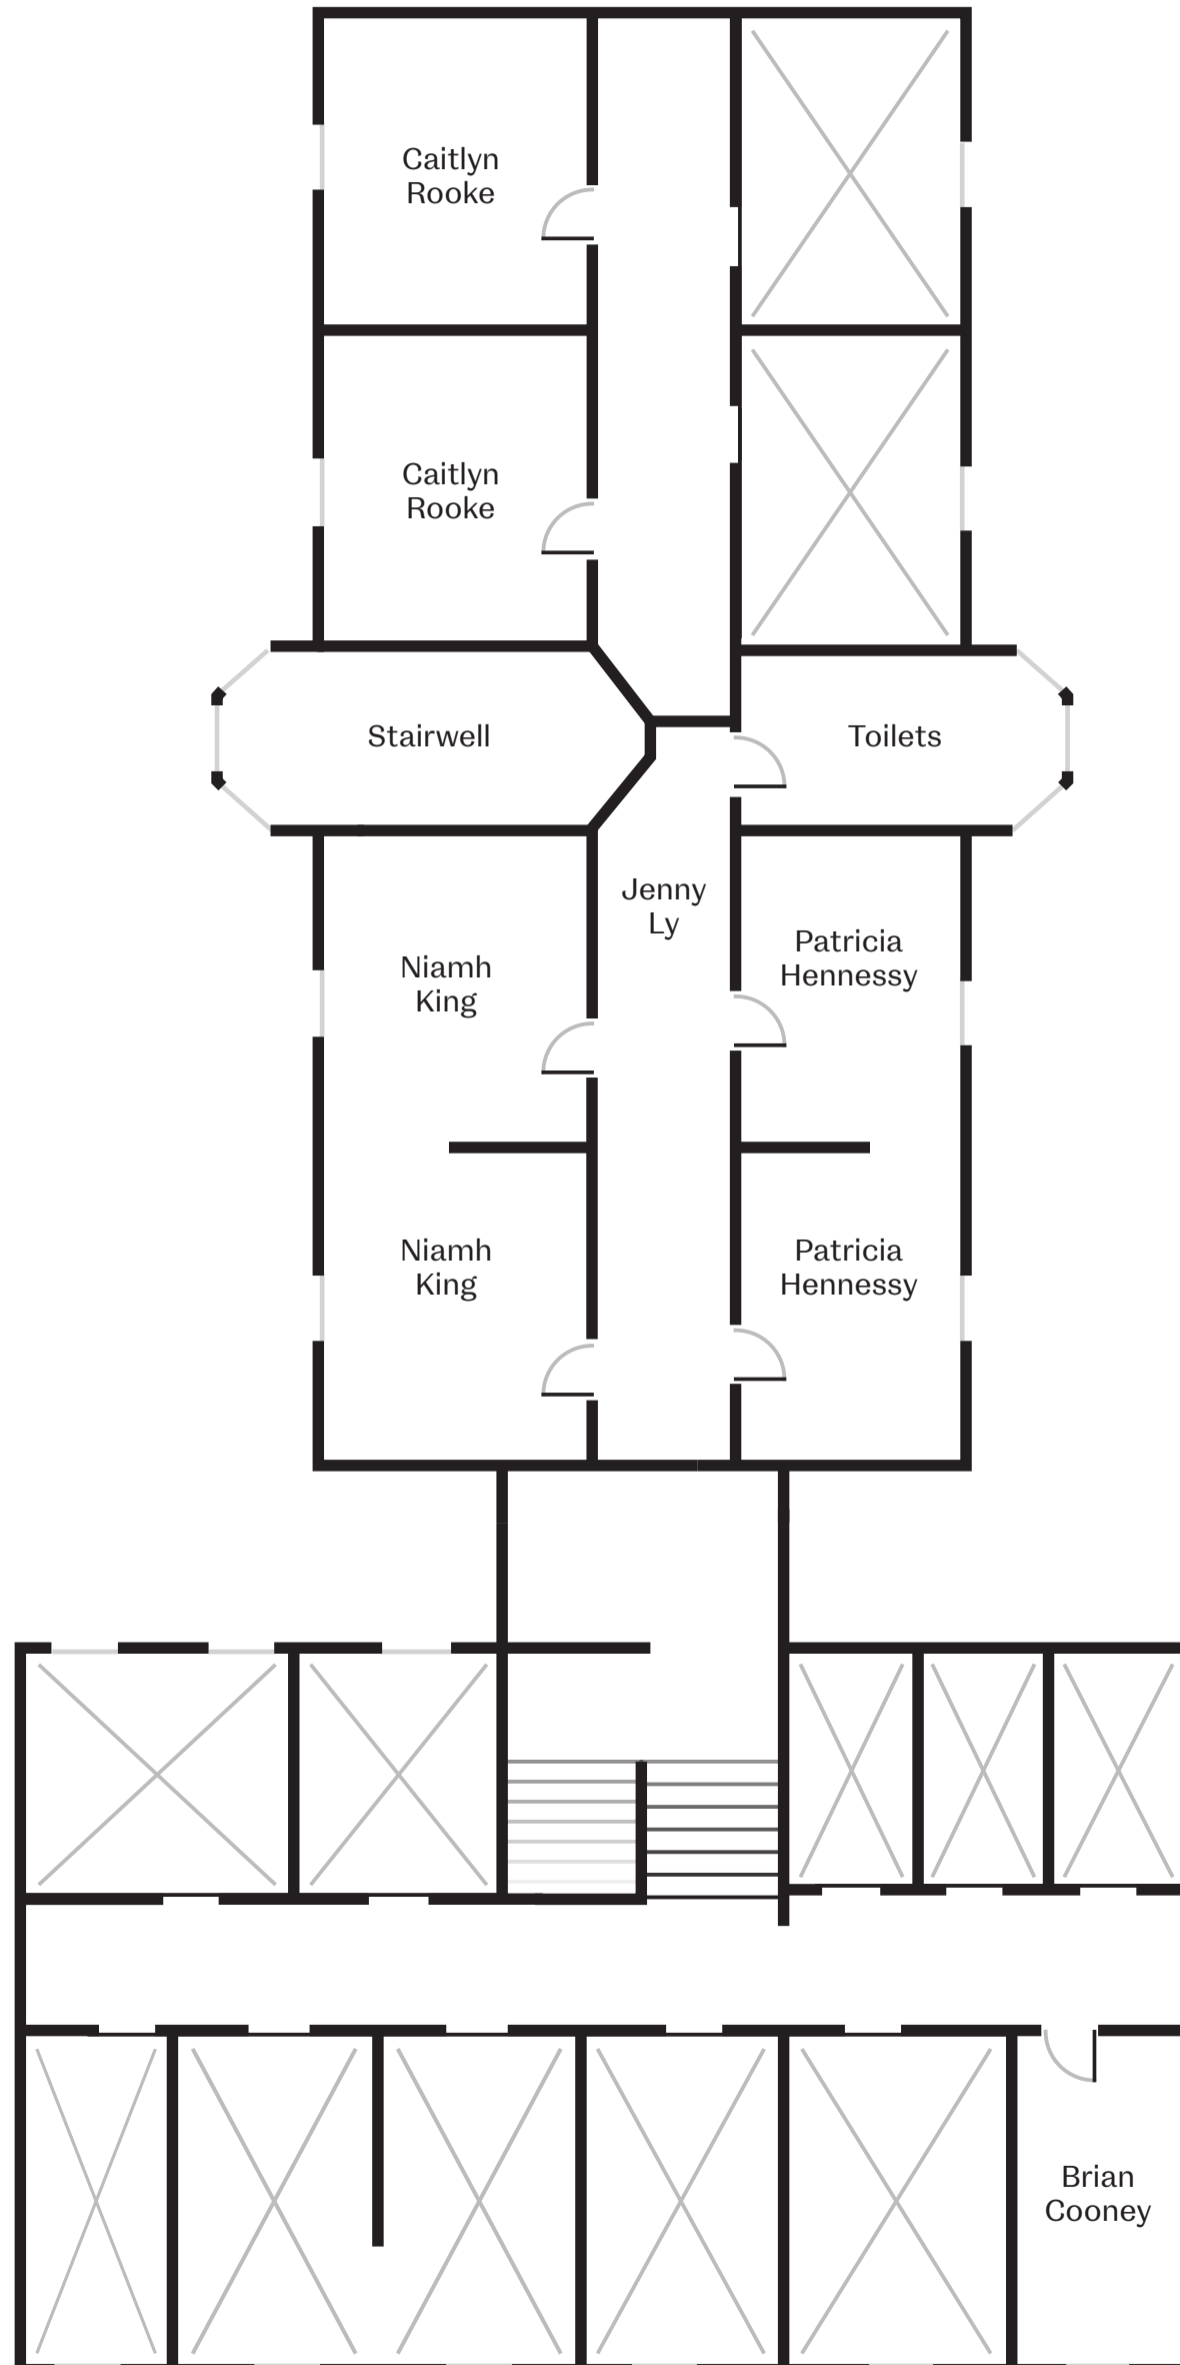 Caitlyn
Rooke
Caitlyn
Rooke
Stairwell
Toilets
Jenny
Ly
Patricia
Hennessy
Niamh
King
Niamh
King
Patricia
Hennessy
Brian
Cooney